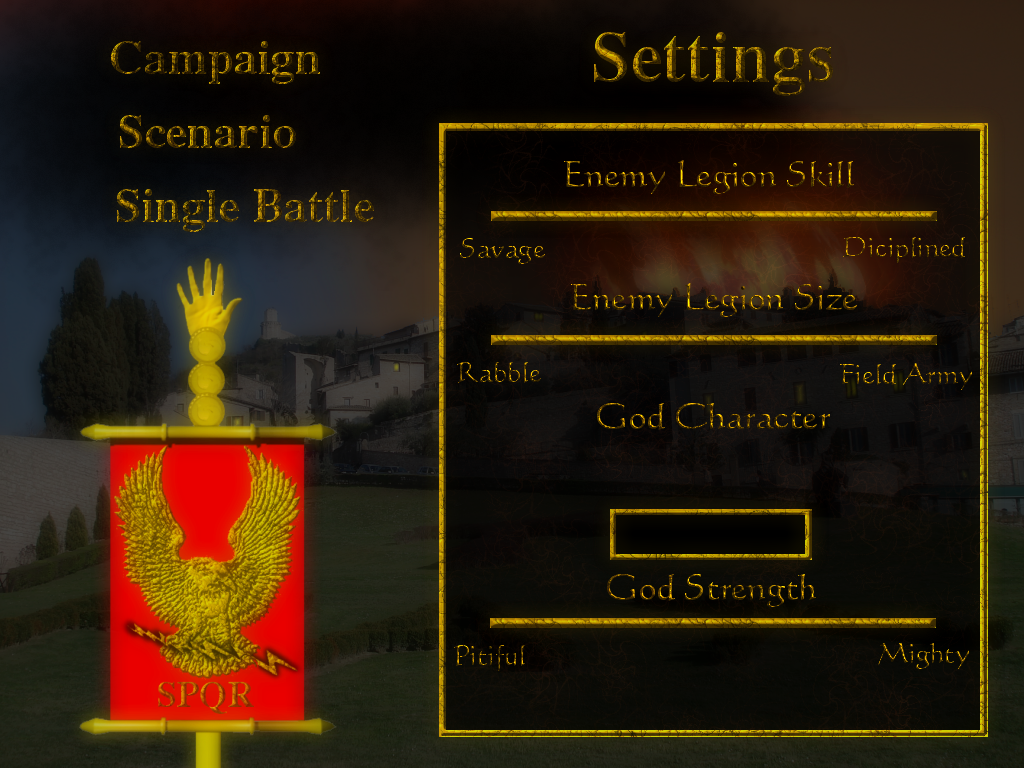 Campaign
Scenario
Single Battle
SPQR
Settings
Enemy Legion Skill
Savage Diciplined
Enemy Legion Size
Rabble Field Army
God Character
God Strength
Pitiful Mighty